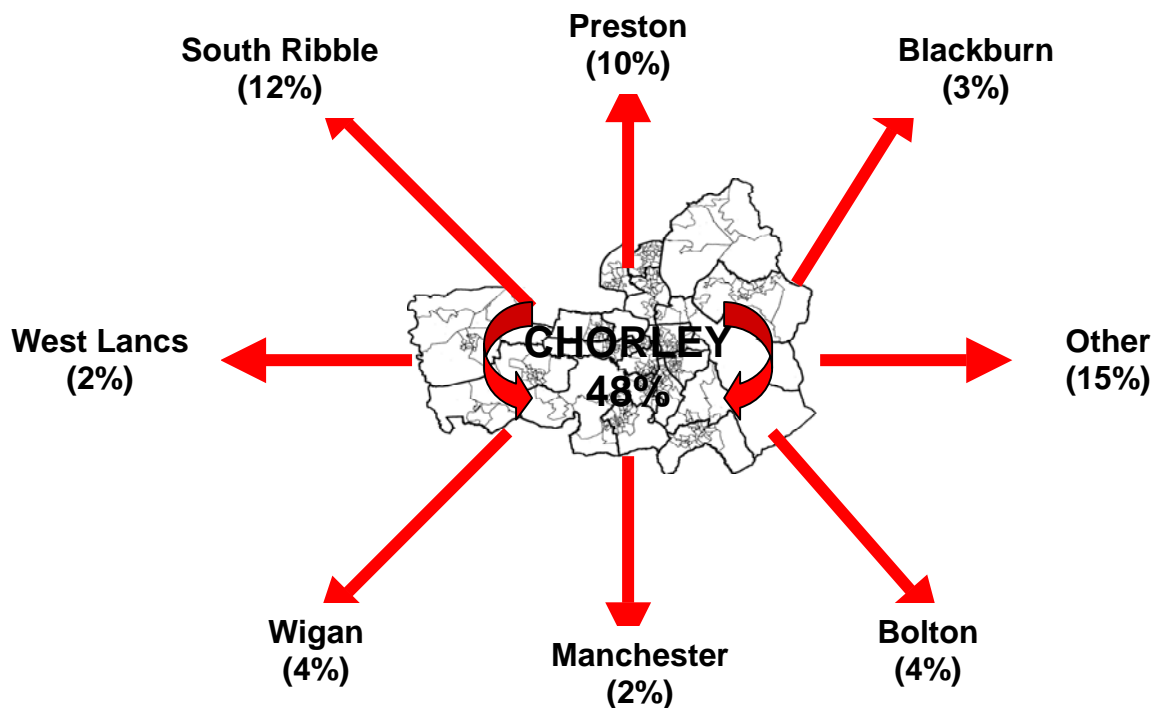 South Ribble
(12%)
Preston
(10%)
Blackburn
(3%)
West Lancs
(2%)
CHORLEY
48%
Other
(15%)
Wigan
(4%)
Manchester
(2%)
Bolton
(4%)